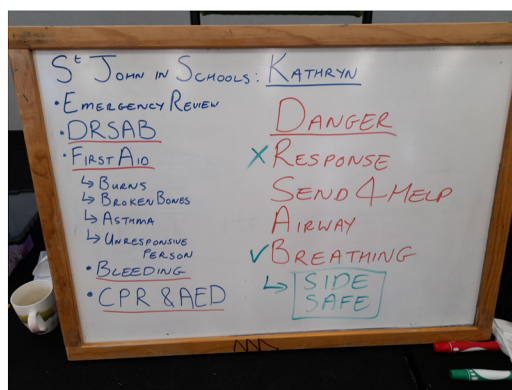 St John in Schools: Kathryn
• Emergency Review
• DRSAB
• First Aid
↳ Burns
↳ Broken Bones
↳ Asthma
↳ Unresponsive
Person
• Bleeding
• CPR & AED
Danger
✗ Response
Send 4 Help
Airway
✓ Breathing
↳ SIDE
SAFE